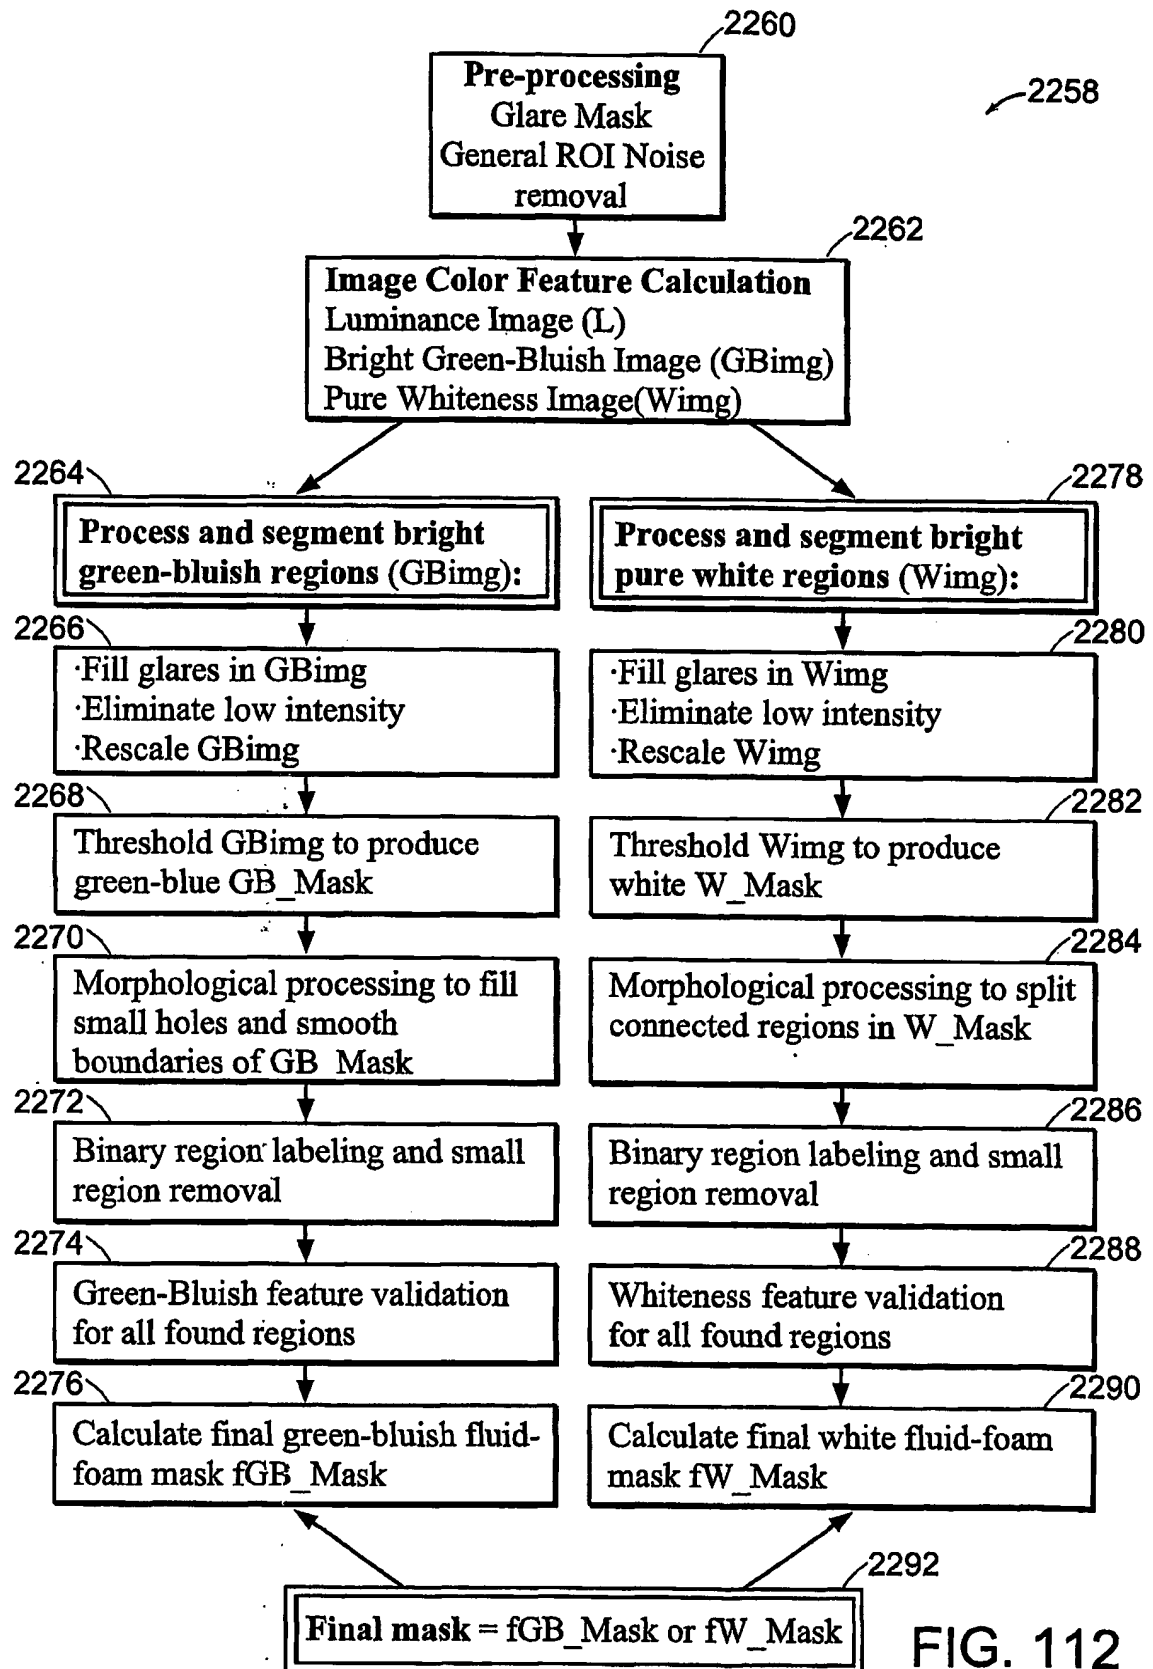 2260
Pre-processing
Glare Mask
General ROI Noise
removal
2258
2262
Image Color Feature Calculation
Luminance Image (L)
Bright Green-Bluish Image (GBimg)
Pure Whiteness Image(Wimg)
2264
Process and segment bright
green-bluish regions (GBimg):
2266
·Fill glares in GBimg
·Eliminate low intensity
·Rescale GBimg
2268
Threshold GBimg to produce
green-blue GB_Mask
2270
Morphological processing to fill
small holes and smooth
boundaries of GB_Mask
2272
Binary region labeling and small
region removal
2274
Green-Bluish feature validation
for all found regions
2276
Calculate final green-bluish fluid-
foam mask fGB_Mask
2278
Process and segment bright
pure white regions (Wimg):
2280
·Fill glares in Wimg
·Eliminate low intensity
·Rescale Wimg
2282
Threshold Wimg to produce
white W_Mask
2284
Morphological processing to split
connected regions in W_Mask
2286
Binary region labeling and small
region removal
2288
Whiteness feature validation
for all found regions
2290
Calculate final white fluid-foam
mask fW_Mask
2292
Final mask = fGB_Mask or fW_Mask
FIG. 112